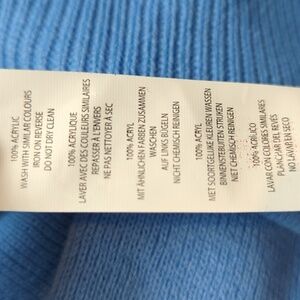 100% ACRYLIC
WASH WITH SIMILAR COLOURS
IRON ON REVERSE
DO NOT DRY CLEAN
100% ACRYLIQUE
LAVER AVEC DES COULEURS SIMILAIRES
REPASSER À L'ENVERS
NE PAS NETTOYER À SEC
100% ACRYL
MIT ÄHNLICHEN FARBEN ZUSAMMEN
WASCHEN
AUF LINKS BÜGELN
NICHT CHEMISCH REINIGEN
100% ACRYL
MET SOORTGELIJKE KLEUREN WASSEN
BINNENSTEBUITEN STRIJKEN
NIET CHEMISCH REINIGEN
100% ACRÍLICO
LAVAR CON COLORES SIMILARES
PLANCHAR DEL REVÉS
NO LAVAR EN SECO